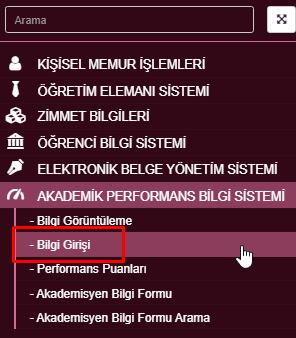 Arama
KİŞİSEL MEMUR İŞLEMLERİ
ÖĞRETİM ELEMANI SİSTEMİ
ZİMMET BİLGİLERİ
ÖĞRENCİ BİLGİ SİSTEMİ
ELEKTRONİK BELGE YÖNETİM SİSTEMİ
AKADEMİK PERFORMANS BİLGİ SİSTEMİ
- Bilgi Görüntüleme
- Bilgi Girişi
- Performans Puanları
- Akademisyen Bilgi Formu
- Akademisyen Bilgi Formu Arama